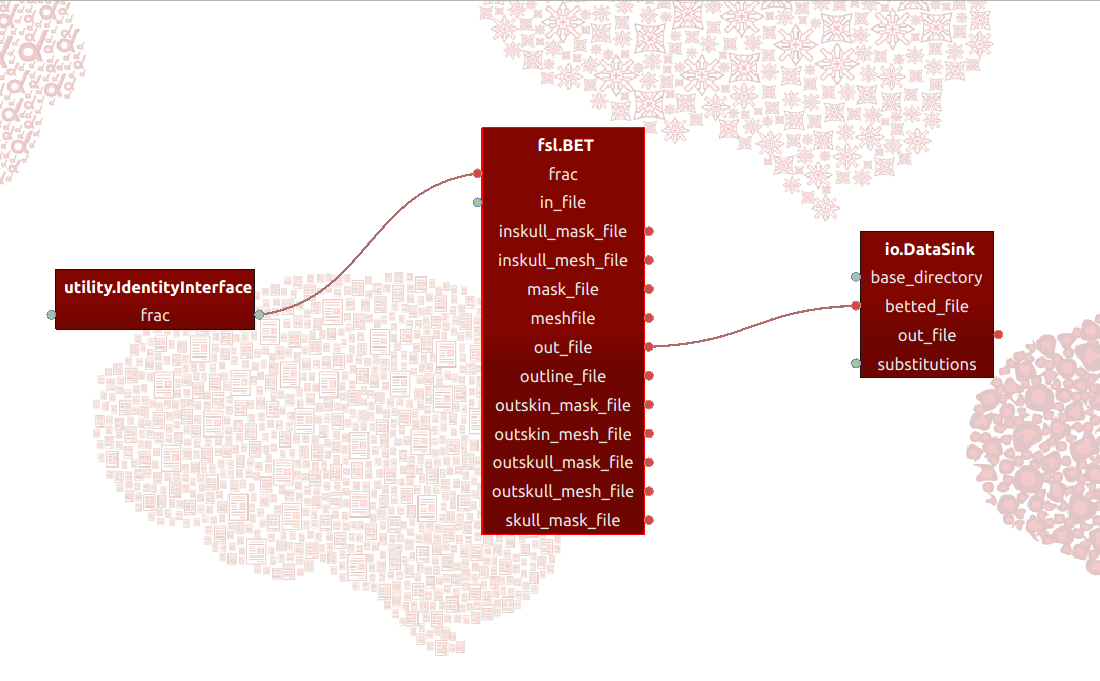 utility.IdentityInterface
frac
fsl.BET
frac
in_file
inskull_mask_file
inskull_mesh_file
mask_file
meshfile
out_file
outline_file
outskin_mask_file
outskin_mesh_file
outskull_mask_file
outskull_mesh_file
skull_mask_file
io.DataSink
base_directory
betted_file
out_file
substitutions